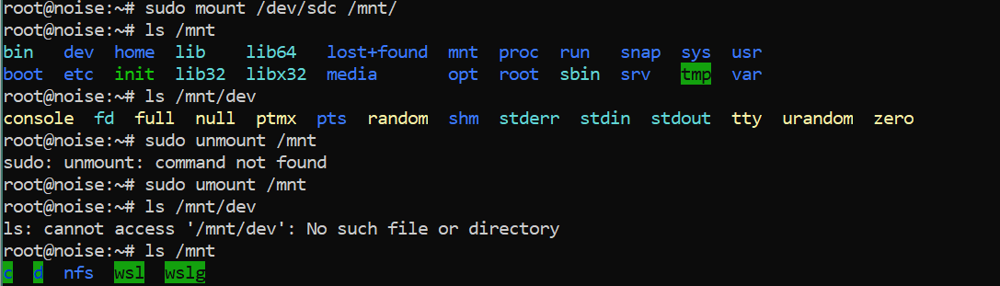 root@noise:~# sudo mount /dev/sdc /mnt/
root@noise:~# ls /mnt
bin dev home lib lib64 lost+found mnt proc run snap sys usr
boot etc init lib32 libx32 media opt root sbin srv tmp var
root@noise:~# ls /mnt/dev
console fd full null ptmx pts random shm stderr stdin stdout tty urandom zero
root@noise:~# sudo unmount /mnt
sudo: unmount: command not found
root@noise:~# sudo umount /mnt
root@noise:~# ls /mnt/dev
ls: cannot access '/mnt/dev': No such file or directory
root@noise:~# ls /mnt
c d nfs wsl wslg